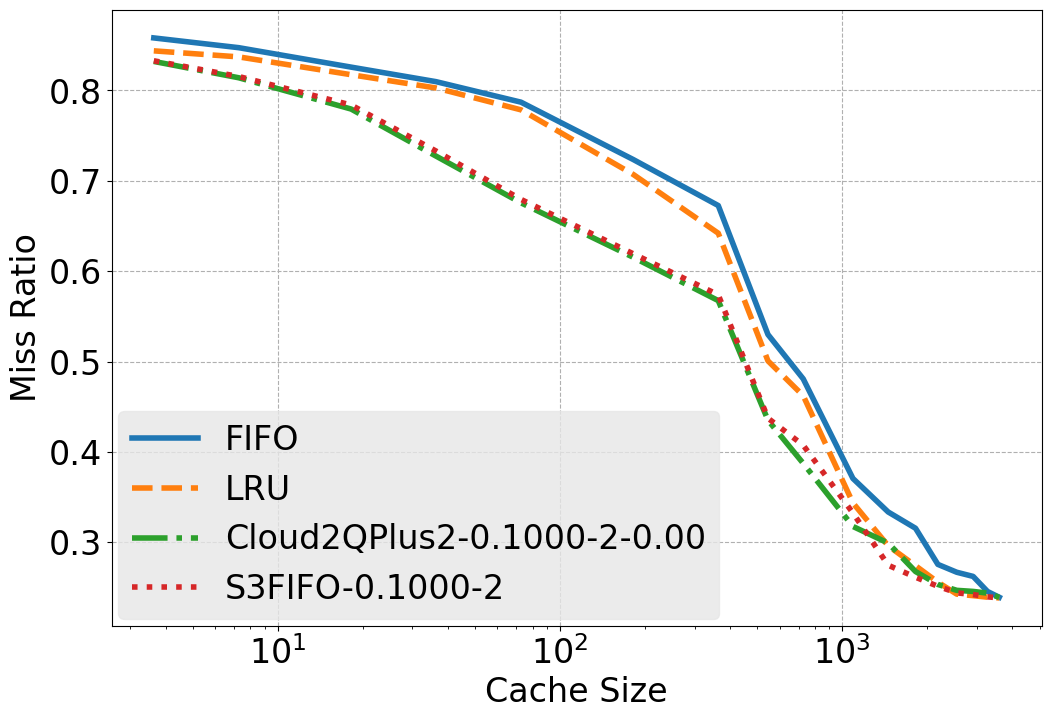 Miss Ratio
0.8
0.7
0.6
0.5
0.4
0.3
FIFO
LRU
Cloud2QPlus2-0.1000-2-0.00
S3FIFO-0.1000-2
10¹ 10² 10³
Cache Size